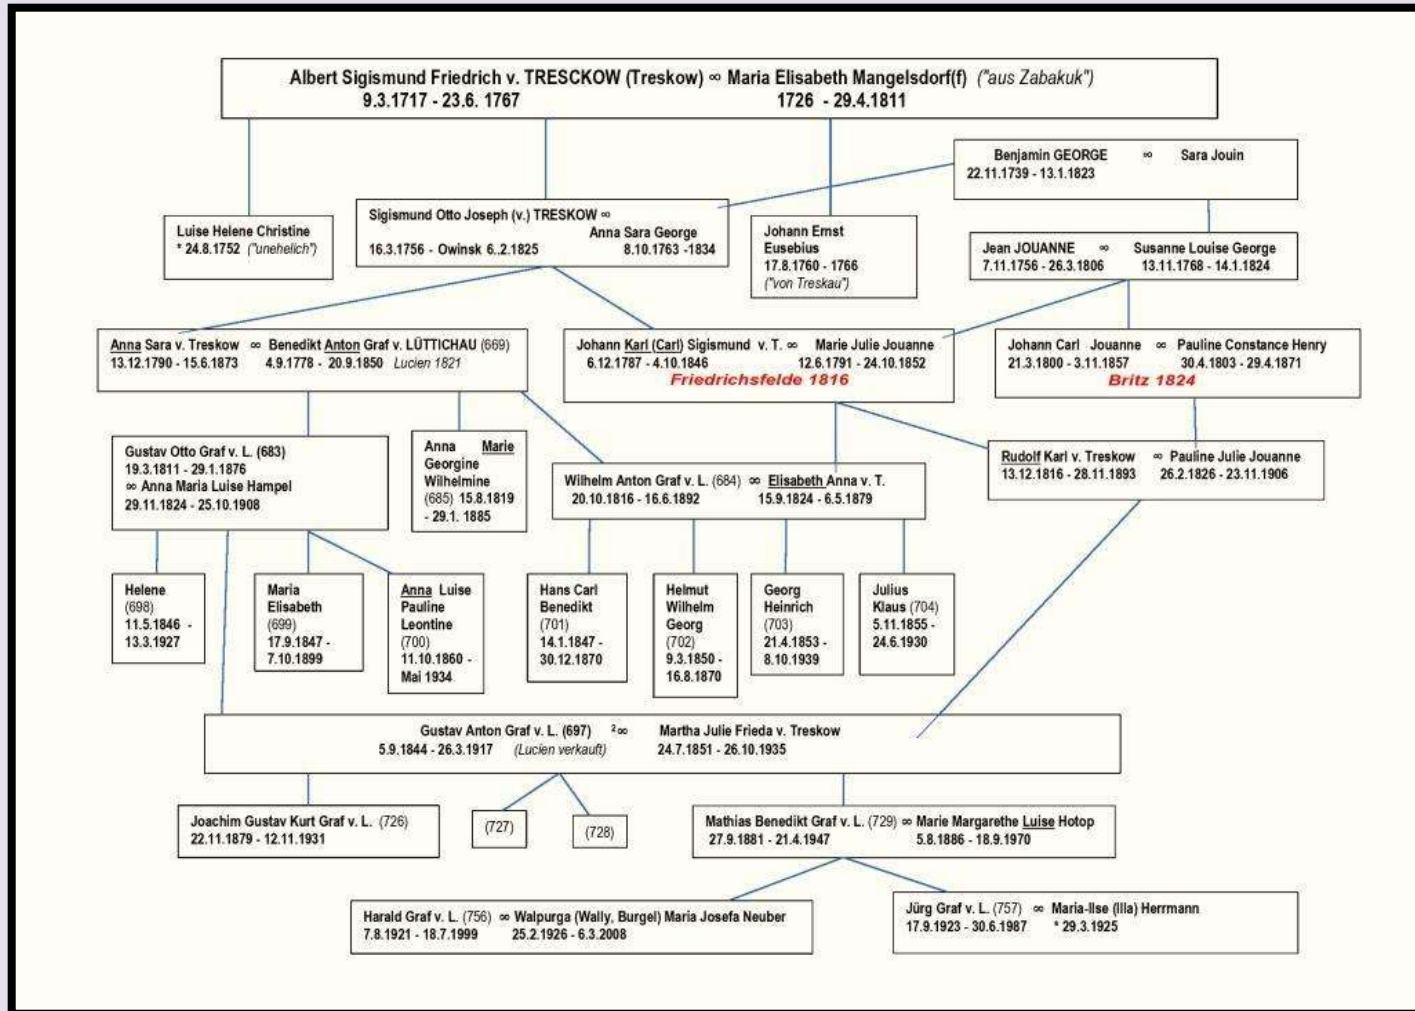 Albert Sigismund Friedrich v. TRESCKOW (Treskow) ∞ Maria Elisabeth Mangelsdorf(f) ("aus Zabakuk")
9.3.1717 - 23.6. 1767 1726 - 29.4.1811
Benjamin GEORGE ∞ Sara Jouin
22.11.1739 - 13.1.1823
Luise Helene Christine
* 24.8.1752 ("unehelich")
Sigismund Otto Joseph (v.) TRESKOW ∞
Anna Sara George
16.3.1756 - Owinsk 6..2.1825 8.10.1763 -1834
Johann Ernst
Eusebius
17.8.1760 - 1766
("von Treskau")
Jean JOUANNE ∞ Susanne Louise George
7.11.1756 - 26.3.1806 13.11.1768 - 14.1.1824
Anna Sara v. Treskow ∞ Benedikt Anton Graf v. LÜTTICHAU (669)
13.12.1790 - 15.6.1873 4.9.1778 - 20.9.1850 Lucien 1821
Johann Karl (Carl) Sigismund v. T. ∞ Marie Julie Jouanne
6.12.1787 - 4.10.1846 12.6.1791 - 24.10.1852
Friedrichsfelde 1816
Johann Carl Jouanne ∞ Pauline Constance Henry
21.3.1800 - 3.11.1857 30.4.1803 - 29.4.1871
Britz 1824
Gustav Otto Graf v. L. (683)
19.3.1811 - 29.1.1876
∞ Anna Maria Luise Hampel
29.11.1824 - 25.10.1908
Anna Marie
Georgine
Wilhelmine
(685) 15.8.1819
- 29.1. 1885
Wilhelm Anton Graf v. L. (684) ∞ Elisabeth Anna v. T.
20.10.1816 - 16.6.1892 15.9.1824 - 6.5.1879
Rudolf Karl v. Treskow ∞ Pauline Julie Jouanne
13.12.1816 - 28.11.1893 26.2.1826 - 23.11.1906
Helene
(698)
11.5.1846 -
13.3.1927
Maria
Elisabeth
(699)
17.9.1847 -
7.10.1899
Anna Luise
Pauline
Leontine
(700)
11.10.1860 -
Mai 1934
Hans Carl
Benedikt
(701)
14.1.1847 -
30.12.1870
Helmut
Wilhelm
Georg
(702)
9.3.1850 -
16.8.1870
Georg
Heinrich
(703)
21.4.1853 -
8.10.1939
Julius
Klaus (704)
5.11.1855 -
24.6.1930
Gustav Anton Graf v. L. (697) ²∞ Martha Julie Frieda v. Treskow
5.9.1844 - 26.3.1917 (Lucien verkauft) 24.7.1851 - 26.10.1935
Joachim Gustav Kurt Graf v. L. (726)
22.11.1879 - 12.11.1931
(727)
(728)
Mathias Benedikt Graf v. L. (729) ∞ Marie Margarethe Luise Hotop
27.9.1881 - 21.4.1947 5.8.1886 - 18.9.1970
Harald Graf v. L. (756) ∞ Walpurga (Wally, Burgel) Maria Josefa Neuber
7.8.1921 - 18.7.1999 25.2.1926 - 6.3.2008
Jürg Graf v. L. (757) ∞ Maria-Ilse (Illa) Herrmann
17.9.1923 - 30.6.1987 * 29.3.1925